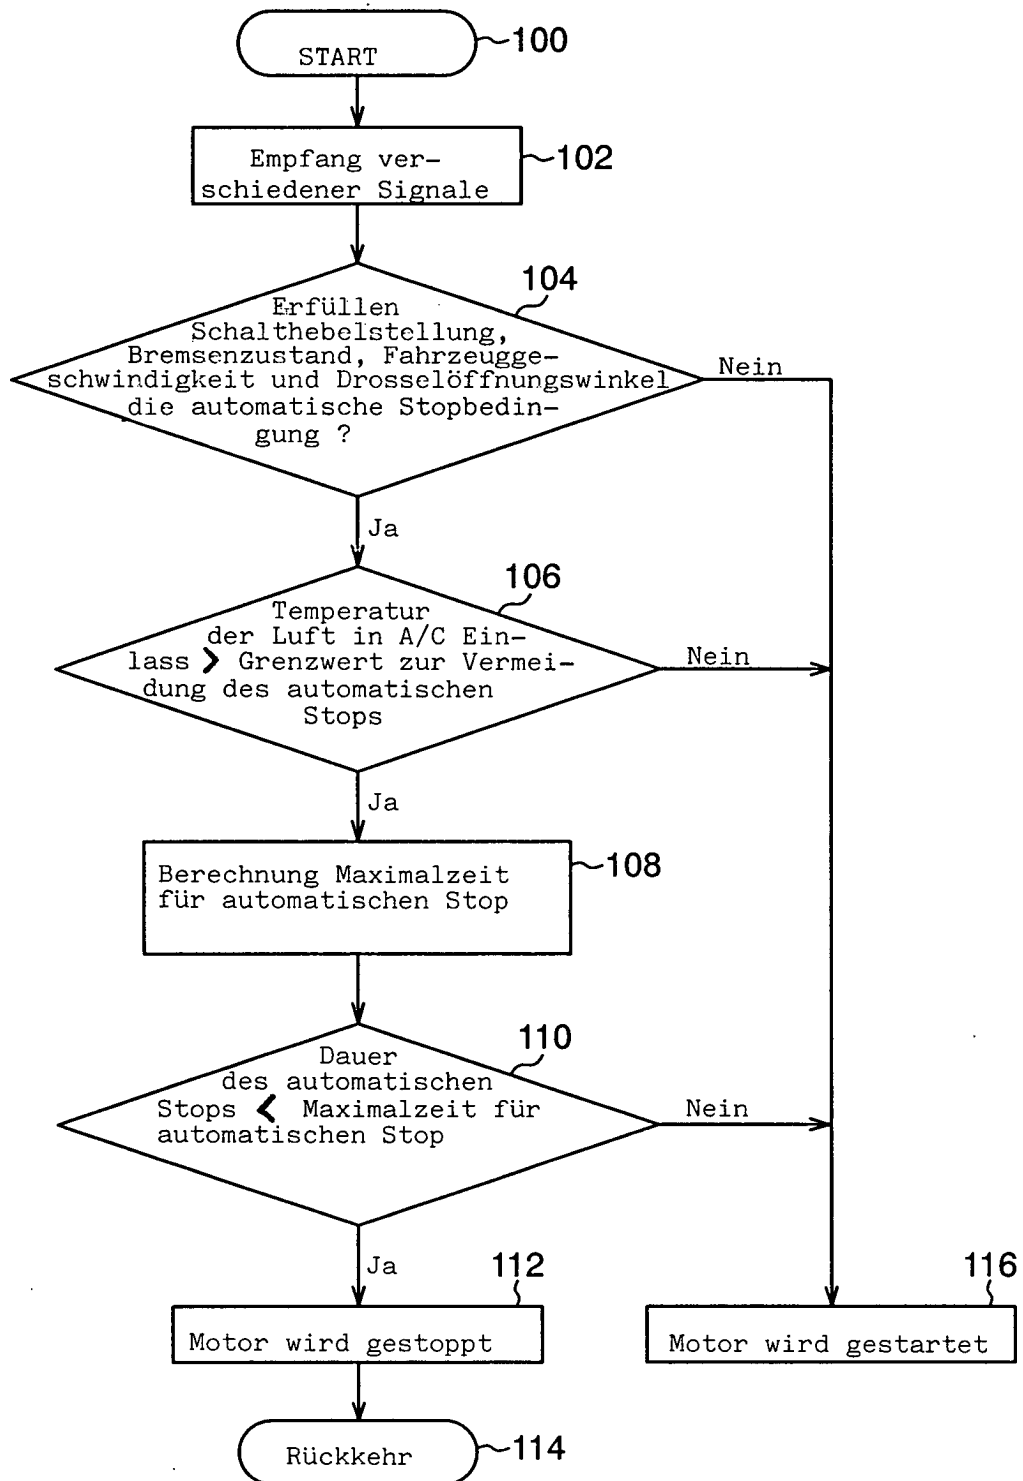 START
100
Empfang ver-
schiedener Signale
102
104
Erfüllen
Schalthebelstellung,
Bremsenzustand, Fahrzeugge-
schwindigkeit und Drosselöffnungswinkel
die automatische Stopbedin-
gung ?
Nein
Ja
106
Temperatur
der Luft in A/C Ein-
lass > Grenzwert zur Vermei-
dung des automatischen
Stops
Nein
Ja
108
Berechnung Maximalzeit
für automatischen Stop
110
Dauer
des automatischen
Stops < Maximalzeit für
automatischen Stop
Nein
Ja
112
Motor wird gestoppt
116
Motor wird gestartet
Rückkehr
114